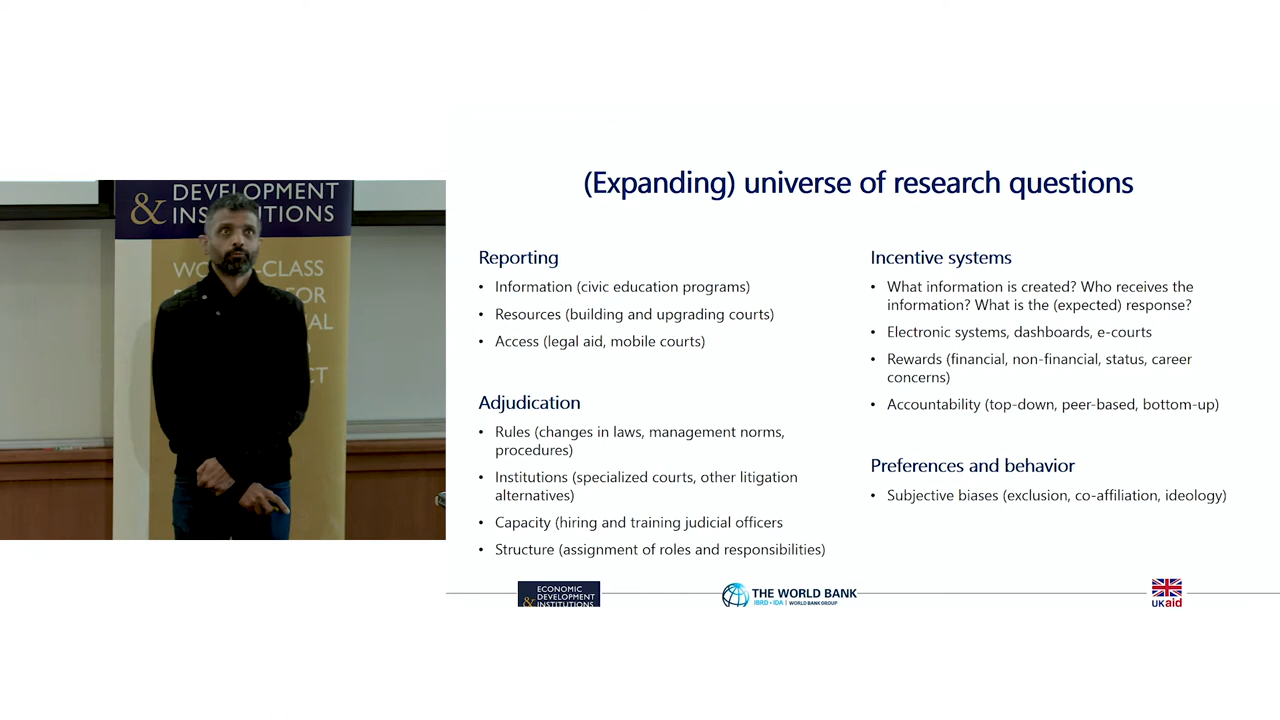 DEVELOPMENT
& INS TIONS
(Expanding) universe of research questions
Reporting
• Information (civic education programs)
• Resources (building and upgrading courts)
• Access (legal aid, mobile courts)
Adjudication
• Rules (changes in laws, management norms,
procedures)
• Institutions (specialized courts, other litigation
alternatives)
• Capacity (hiring and training judicial officers
• Structure (assignment of roles and responsibilities)
Incentive systems
• What information is created? Who receives the
information? What is the (expected) response?
• Electronic systems, dashboards, e-courts
• Rewards (financial, non-financial, status, career
concerns)
• Accountability (top-down, peer-based, bottom-up)
Preferences and behavior
• Subjective biases (exclusion, co-affiliation, ideology)
ECONOMIC
DEVELOPMENT
& INSTITUTIONS
THE WORLD BANK
IBRD • IDA | WORLD BANK GROUP
UKaid